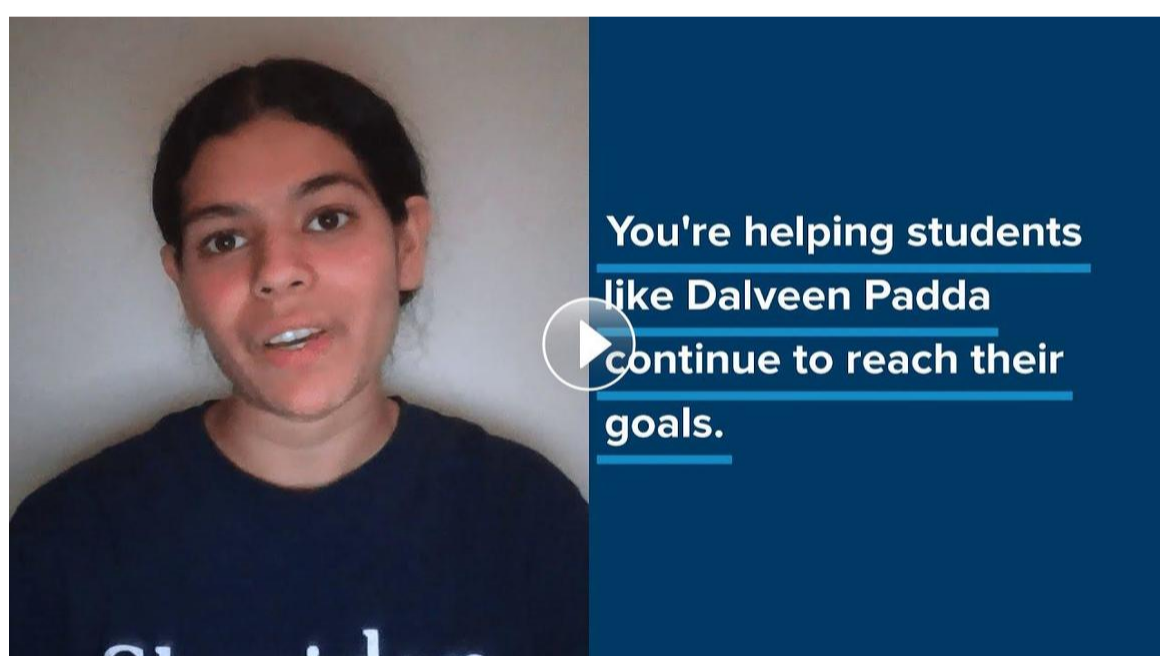 You're helping students
like Dalveen Padda
continue to reach their
goals.